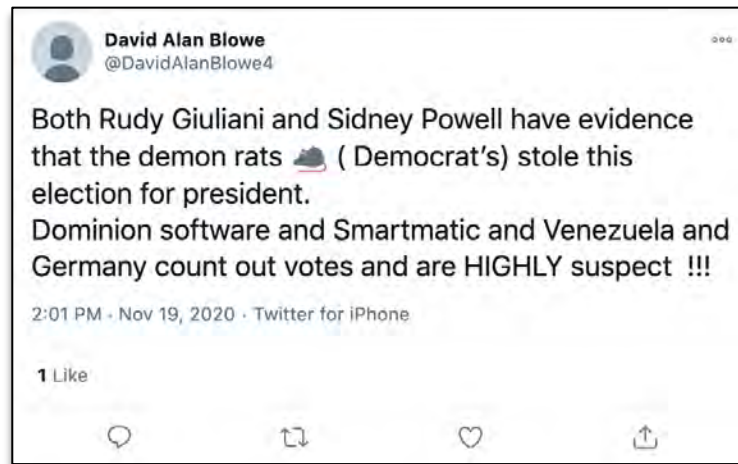 David Alan Blowe
@DavidAlanBlowe4
Both Rudy Giuliani and Sidney Powell have evidence
that the demon rats 🐀 ( Democrat's) stole this
election for president.
Dominion software and Smartmatic and Venezuela and
Germany count out votes and are HIGHLY suspect !!!
2:01 PM · Nov 19, 2020 · Twitter for iPhone
1 Like